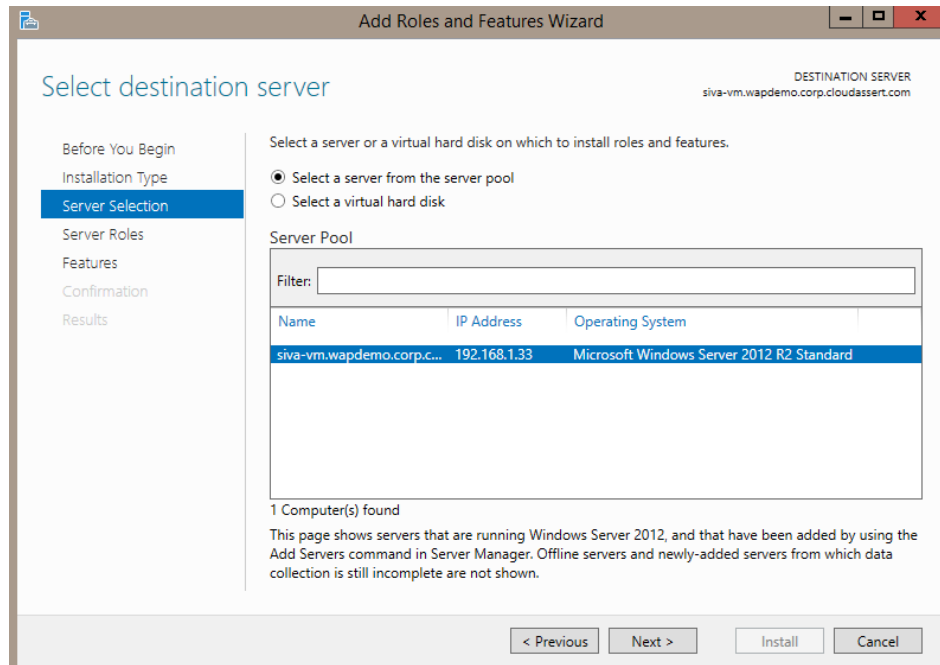 Add Roles and Features Wizard
Select destination server
DESTINATION SERVER
siva-vm.wapdemo.corp.cloudassert.com
Before You Begin
Installation Type
Server Selection
Server Roles
Features
Confirmation
Results
Select a server or a virtual hard disk on which to install roles and features.
Select a server from the server pool
Select a virtual hard disk
Server Pool
Filter:
Name IP Address Operating System
siva-vm.wapdemo.corp.c... 192.168.1.33 Microsoft Windows Server 2012 R2 Standard
1 Computer(s) found
This page shows servers that are running Windows Server 2012, and that have been added by using the
Add Servers command in Server Manager. Offline servers and newly-added servers from which data
collection is still incomplete are not shown.
< Previous Next > Install Cancel